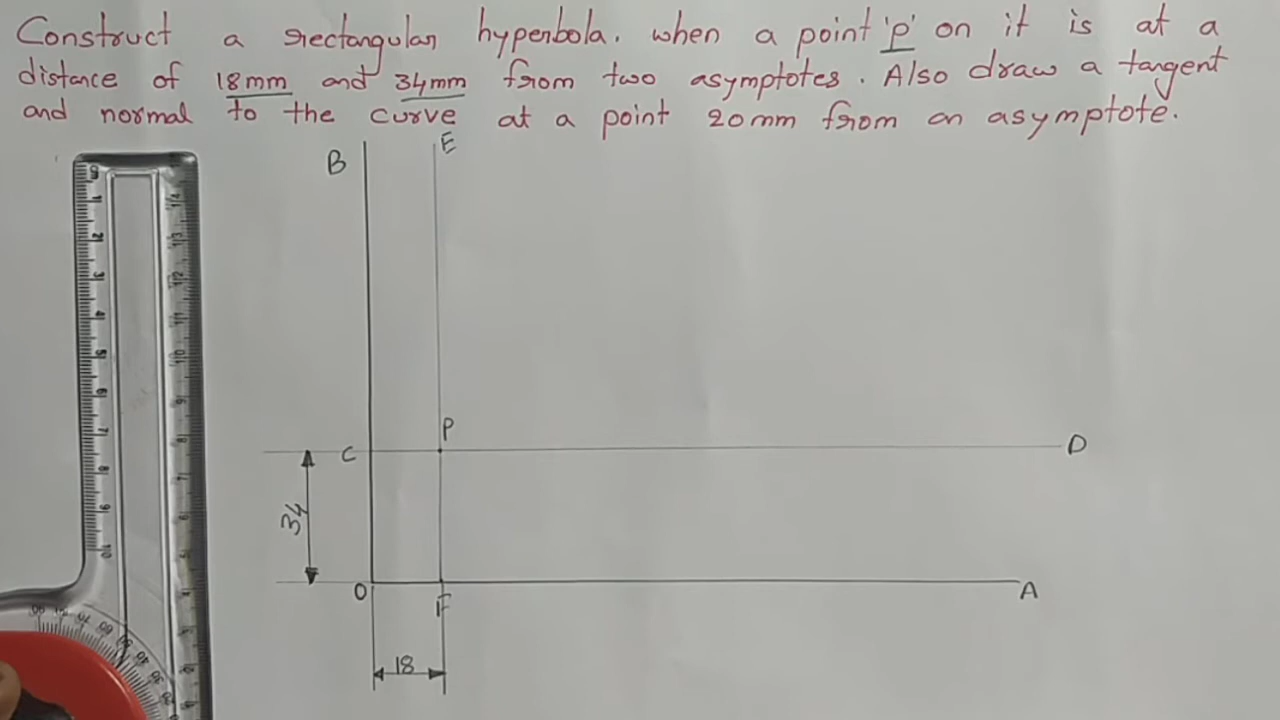 Construct a rectangular hyperbola. when a point 'p' on it is at a
distance of 18mm and 34mm from two asymptotes. Also draw a tangent
and normal to the curve at a point 20mm from an asymptote.
B E
P
C D
34
O F A
18